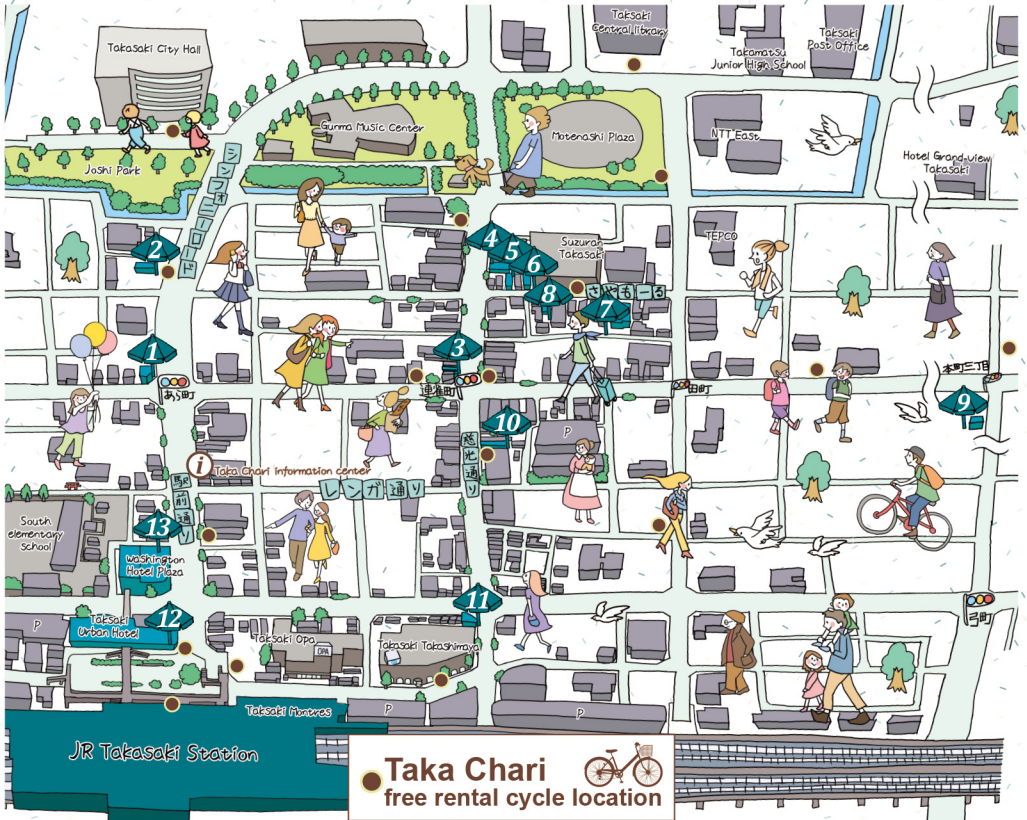 Takasaki City Hall
Taksaki
Central library
Takamatsu
Junior High School
Taksaki
Post Office
Gunma Music Center
Motenashi Plaza
NTT East
Joshi Park
シンフォニーロード
Hotel Grand-view
Takasaki
2
4
5
6
Suzuran
Takasaki
TEPCO
8
7
さやもーる
1
3
あら町
連雀町
田町
本町三丁目
9
10
P
慈光通り
i
Taka Chari information center
駅前通り
レンガ通り
South
elementary
school
13
Washington
Hotel Plaza
11
12
弓町
P
Taksaki
Urban Hotel
Taksaki Opa
OPA
Takasaki Takashimaya
Taksaki Montres
P
P
JR Takasaki Station
Taka Chari
free rental cycle location